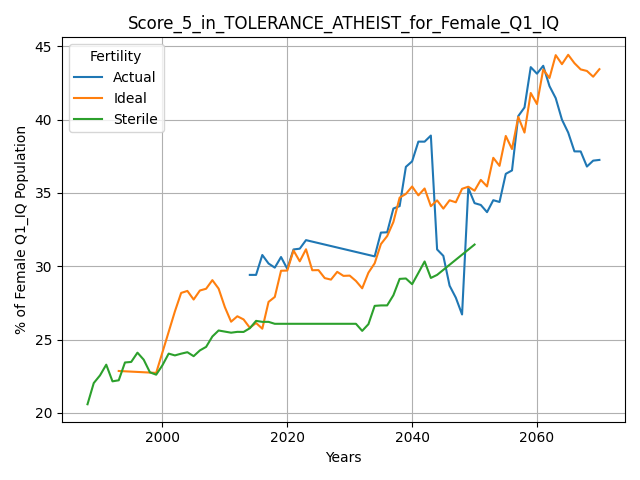 Score_5_in_TOLERANCE_ATHEIST_for_Female_Q1_IQ
Fertility
Actual
Ideal
Sterile
% of Female Q1_IQ Population
45
40
35
30
25
20
2000
2020
2040
2060
Years